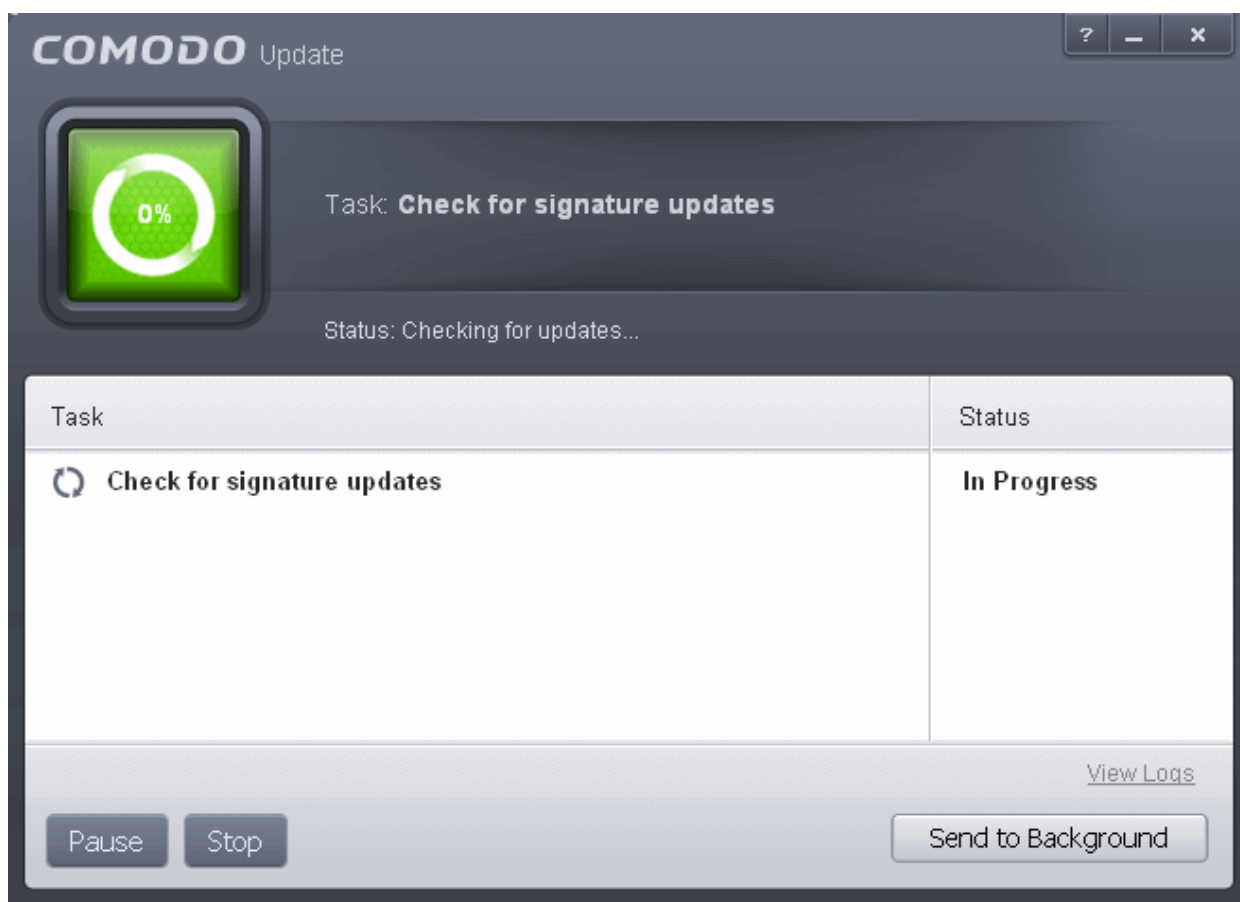 COMODO Update
? – ×
0%
Task: Check for signature updates
Status: Checking for updates...
Task Status
Check for signature updates In Progress
View Logs
Pause Stop Send to Background